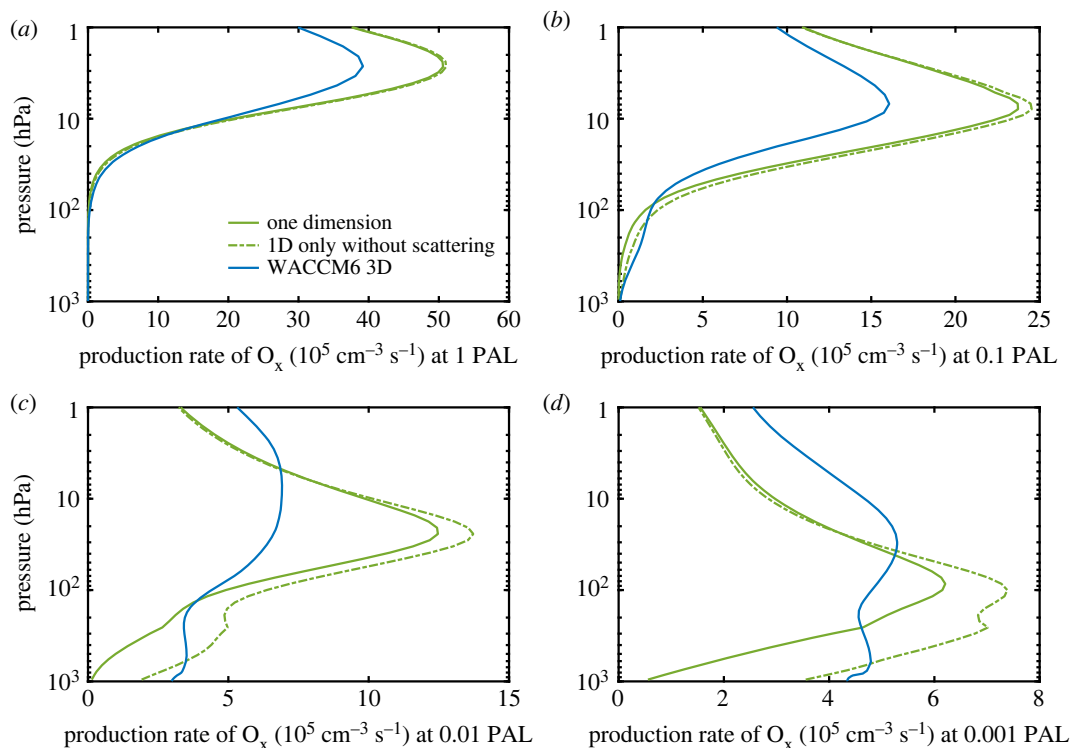 (a)
(b)
1
10
10²
10³
pressure (hPa)
one dimension
1D only without scattering
WACCM6 3D
0 10 20 30 40 50 60
production rate of Oₓ (10⁵ cm⁻³ s⁻¹) at 1 PAL
1
10
10²
10³
0 5 10 15 20 25
production rate of Oₓ (10⁵ cm⁻³ s⁻¹) at 0.1 PAL
(c)
(d)
1
10
10²
10³
pressure (hPa)
0 5 10 15
production rate of Oₓ (10⁵ cm⁻³ s⁻¹) at 0.01 PAL
1
10
10²
10³
0 2 4 6 8
production rate of Oₓ (10⁵ cm⁻³ s⁻¹) at 0.001 PAL